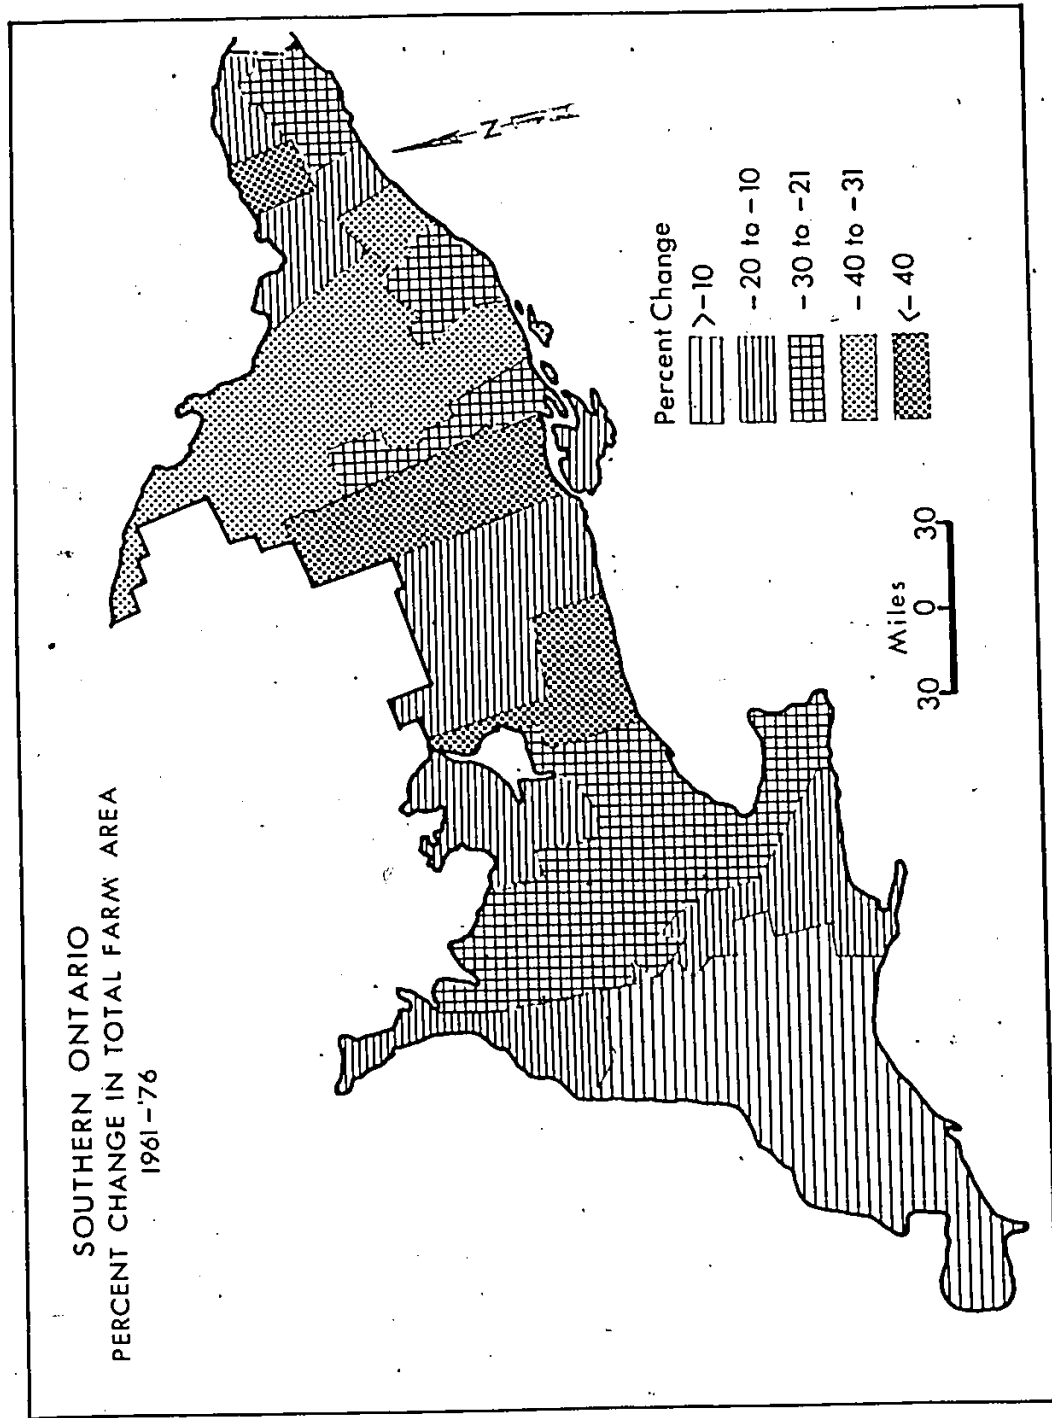 SOUTHERN ONTARIO
PERCENT CHANGE IN TOTAL FARM AREA
1961-'76
N
Percent Change
>-10
-20 to -10
-30 to -21
-40 to -31
<-40
30 0 30
Miles